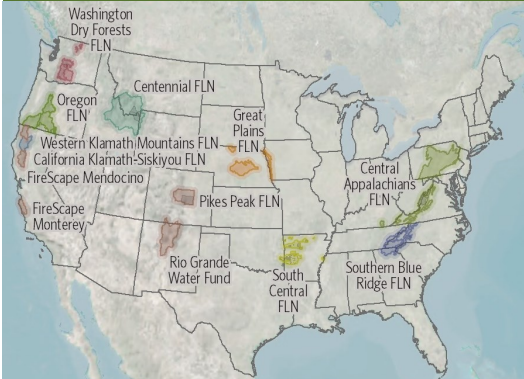 Washington
Dry Forests
FLN
Centennial FLN
Oregon
FLN
Great
Plains
FLN
Western Klamath Mountains FLN
California Klamath-Siskiyou FLN
FireScape Mendocino
Central
Appalachians
FLN
Pikes Peak FLN
FireScape
Monterey
Rio Grande
Water Fund
South
Central
FLN
Southern Blue
Ridge FLN